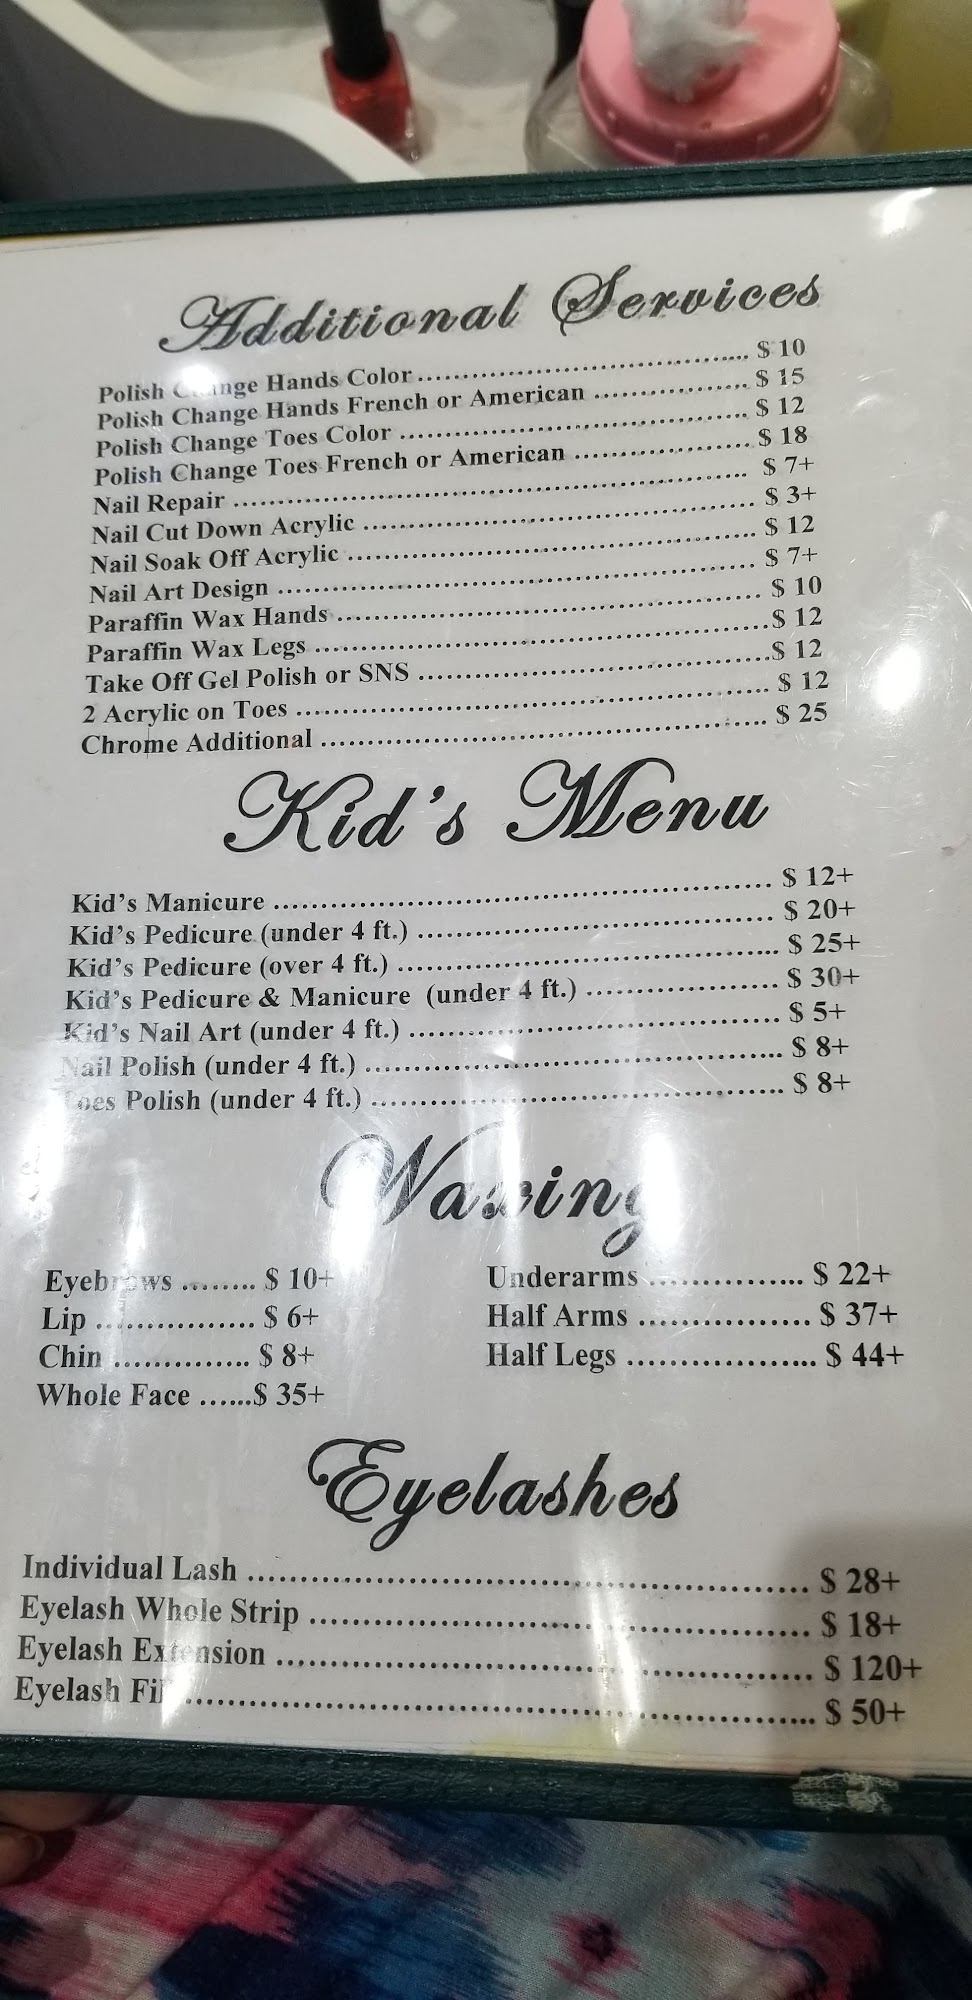 Additional Services
Polish Change Hands Color ........ $ 10
Polish Change Hands French or American ........ $ 15
Polish Change Toes Color ........ $ 12
Polish Change Toes French or American ........ $ 18
Nail Repair ........ $ 7+
Nail Cut Down Acrylic ........ $ 3+
Nail Soak Off Acrylic ........ $ 12
Nail Art Design ........ $ 7+
Paraffin Wax Hands ........ $ 10
Paraffin Wax Legs ........ $ 12
Take Off Gel Polish or SNS ........ $ 12
2 Acrylic on Toes ........ $ 12
Chrome Additional ........ $ 25
Kid's Menu
Kid's Manicure ........ $ 12+
Kid's Pedicure (under 4 ft.) ........ $ 20+
Kid's Pedicure (over 4 ft.) ........ $ 25+
Kid's Pedicure & Manicure (under 4 ft.) ........ $ 30+
Kid's Nail Art (under 4 ft.) ........ $ 5+
Nail Polish (under 4 ft.) ........ $ 8+
Toes Polish (under 4 ft.) ........ $ 8+
Waxing
Eyebrows ........ $ 10+
Lip ........ $ 6+
Chin ........ $ 8+
Whole Face ......$ 35+
Underarms ........ $ 22+
Half Arms ........ $ 37+
Half Legs ........ $ 44+
Eyelashes
Individual Lash ........ $ 28+
Eyelash Whole Strip ........ $ 18+
Eyelash Extension ........ $ 120+
Eyelash Fill ........ $ 50+